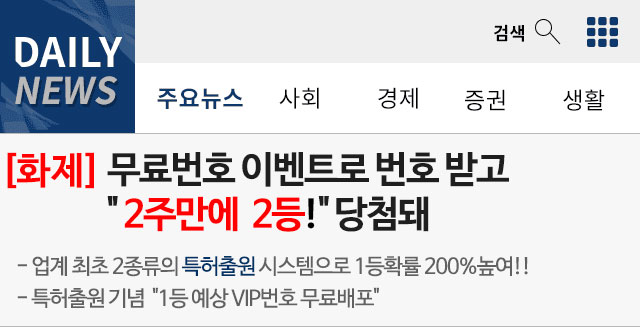 DAILY
NEWS
검색
주요뉴스 사회 경제 증권 생활
[화제] 무료번호 이벤트로 번호 받고
"2주만에 2등!"당첨돼
- 업계 최초 2종류의 특허출원 시스템으로 1등확률 200%높여!!
- 특허출원 기념 "1등 예상 VIP번호 무료배포"